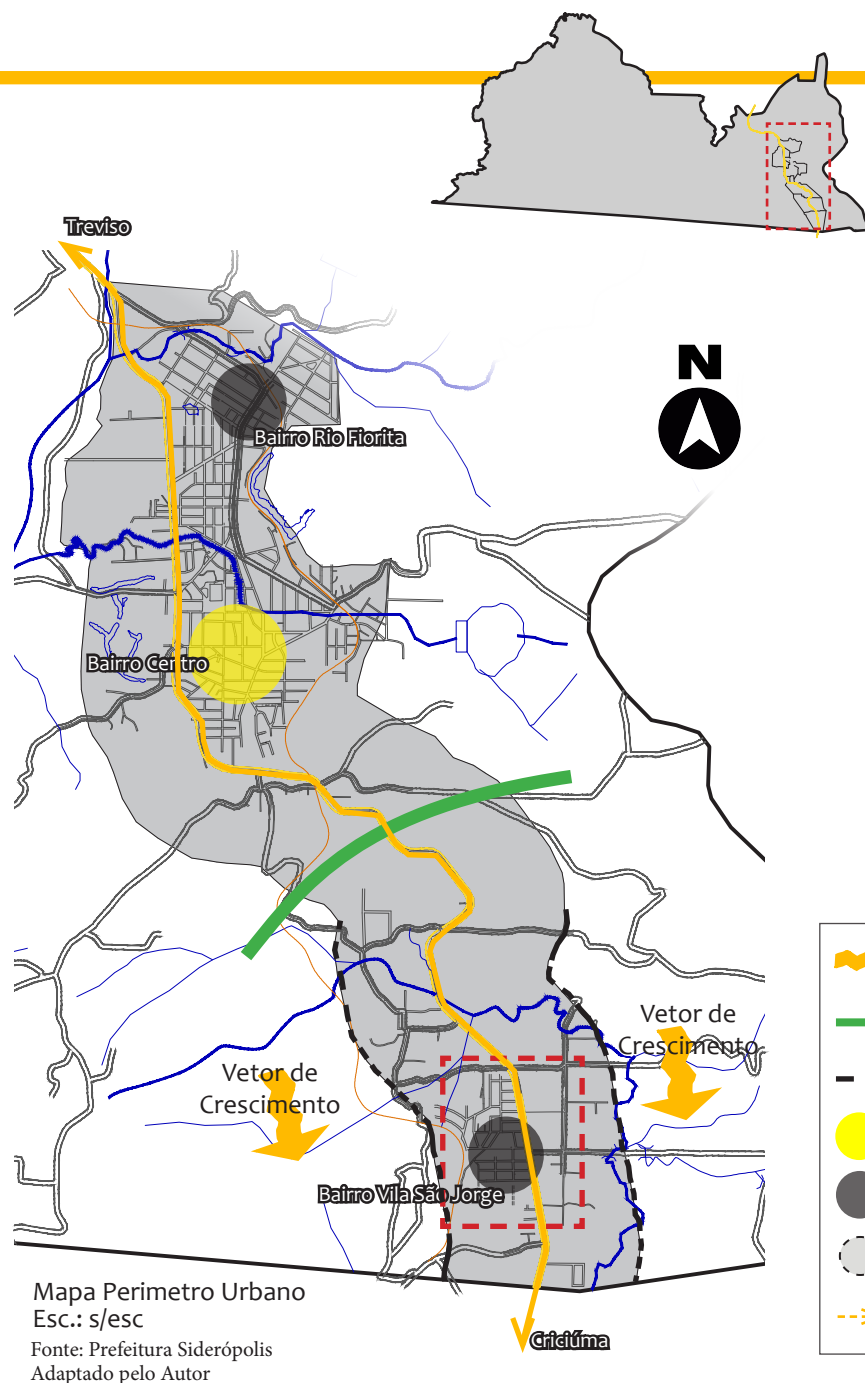 Treviso
N
Bairro Rio Fiorita
Bairro Centro
Vetor de
Crescimento
Vetor de
Crescimento
Bairro Vila São Jorge
Mapa Perimetro Urbano
Esc.: s/esc
Fonte: Prefeitura Siderópolis
Adaptado pelo Autor
Criciúma